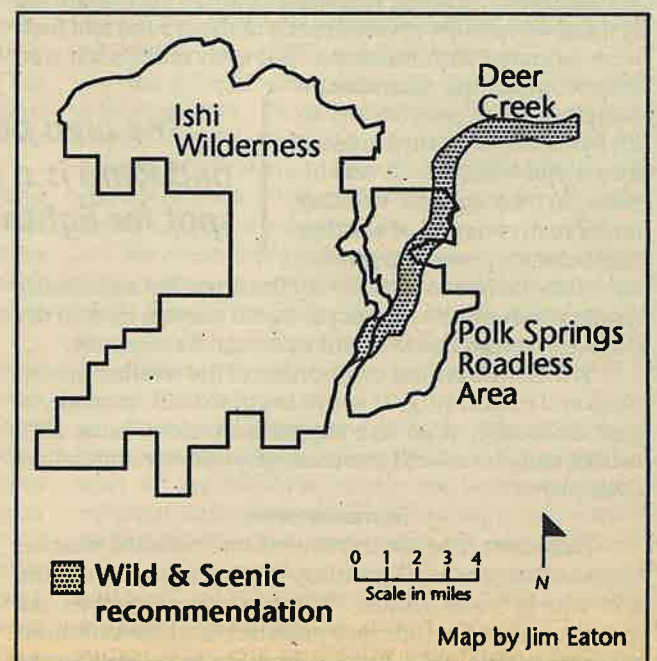 Deer
Creek
Ishi
Wilderness
Polk Springs
Roadless
Area
Wild & Scenic
recommendation
0 1 2 3 4
Scale in miles
N
Map by Jim Eaton